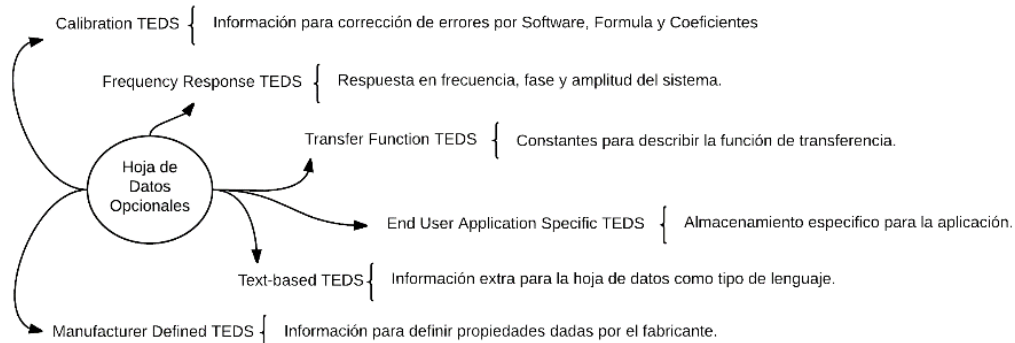 Calibration TEDS { Información para corrección de errores por Software, Formula y Coeficientes
Frequency Response TEDS { Respuesta en frecuencia, fase y amplitud del sistema.
Transfer Function TEDS { Constantes para describir la función de transferencia.
Hoja de
Datos
Opcionales
End User Application Specific TEDS { Almacenamiento especifico para la aplicación.
Text-based TEDS { Información extra para la hoja de datos como tipo de lenguaje.
Manufacturer Defined TEDS { Información para definir propiedades dadas por el fabricante.